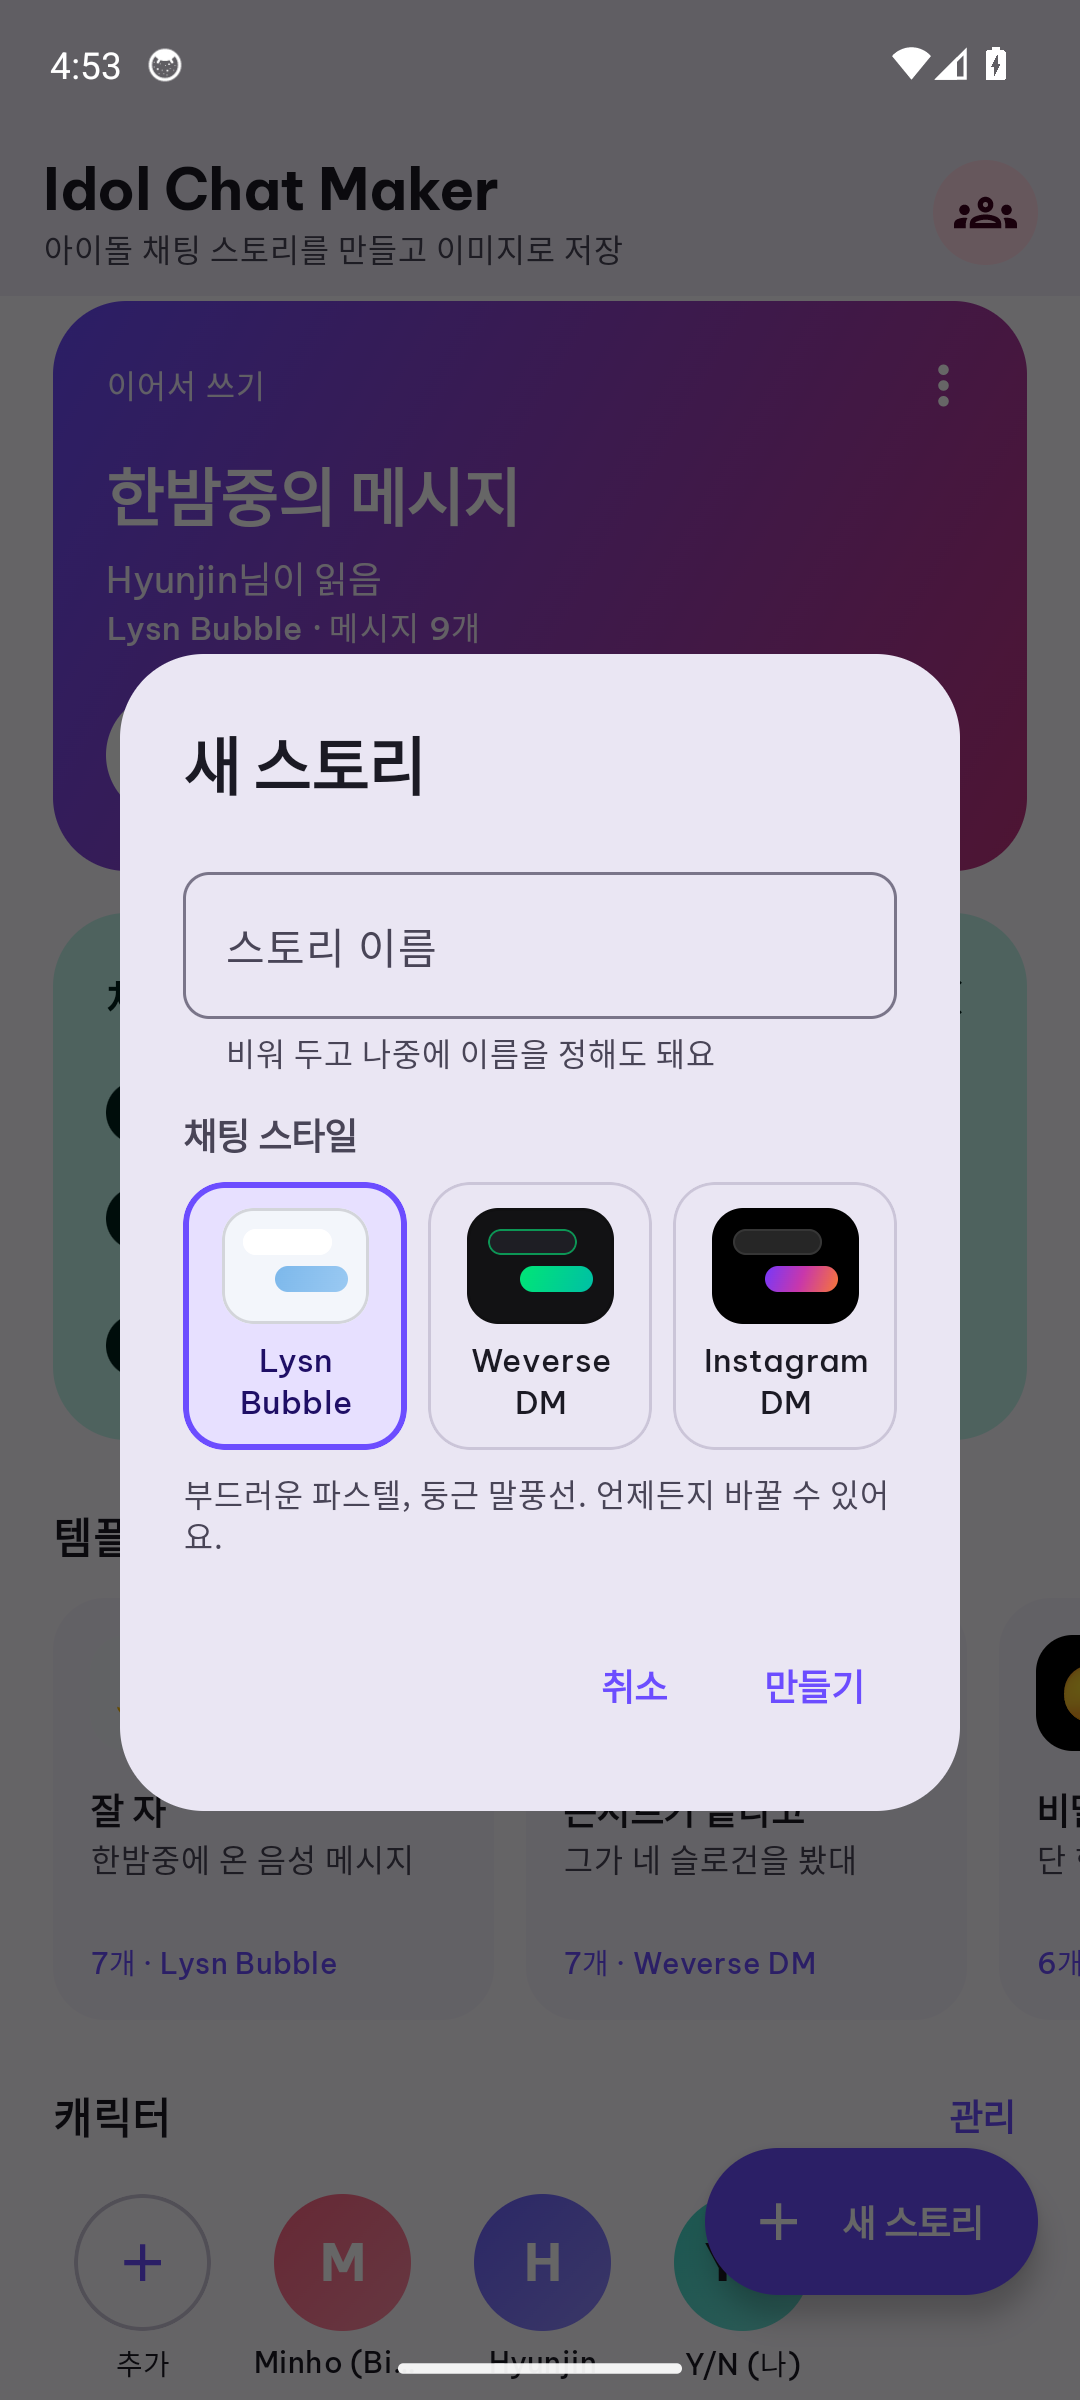 4:53
Idol Chat Maker
아이돌 채팅 스토리를 만들고 이미지로 저장
이어서 쓰기
한밤중의 메시지
Hyunjin님이 읽음
Lysn Bubble · 메시지 9개
새 스토리
스토리 이름
비워 두고 나중에 이름을 정해도 돼요
채팅 스타일
Lysn
Bubble
Weverse
DM
Instagram
DM
부드러운 파스텔, 둥근 말풍선. 언제든지 바꿀 수 있어
요.
취소
만들기
잘 자
한밤중에 온 음성 메시지
그가 네 슬로건을 봤대
단
7개 · Lysn Bubble
7개 · Weverse DM
6개
캐릭터
관리
새 스토리
M
H
추가
Minho (Bi...
Hyunjin
Y/N (나)